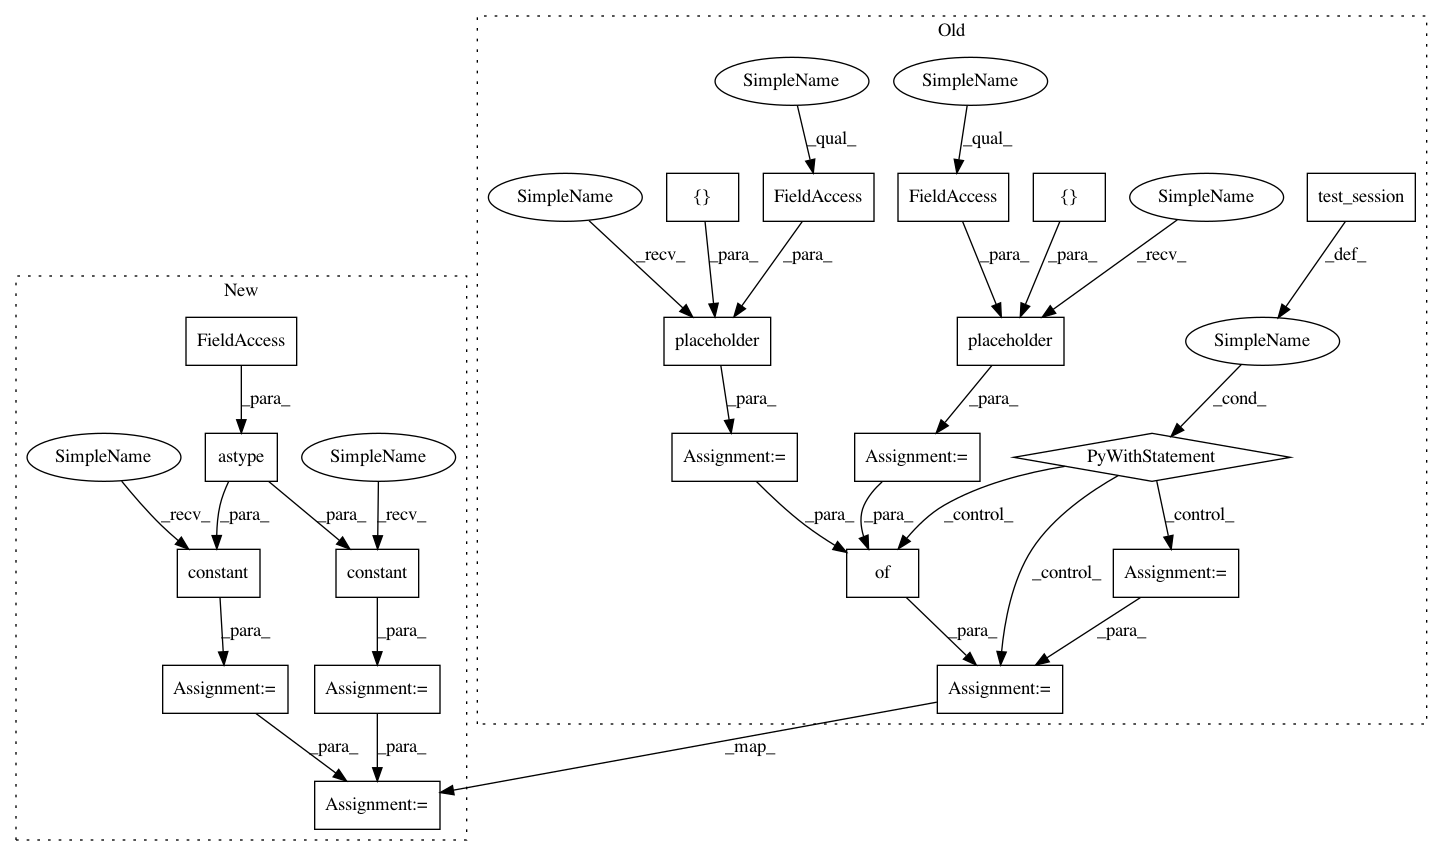 Old
SimpleName
SimpleName
_qual_
_qual_
SimpleName
{}
FieldAccess
FieldAccess
{}
SimpleName
test_session
_recv_
_para_
_para_
_para_
_para_
_recv_
_def_
New
FieldAccess
placeholder
placeholder
SimpleName
_para_
_para_
_para_
_cond_
SimpleName
astype
SimpleName
Assignment:=
Assignment:=
PyWithStatement
_recv_
_para_
_para_
_recv_
_para_
_para_
_control_
_control_
constant
constant
of
_control_
Assignment:=
_para_
_para_
_para_
_para_
Assignment:=
Assignment:=
Assignment:=
_para_
_para_
_map_
Assignment:=